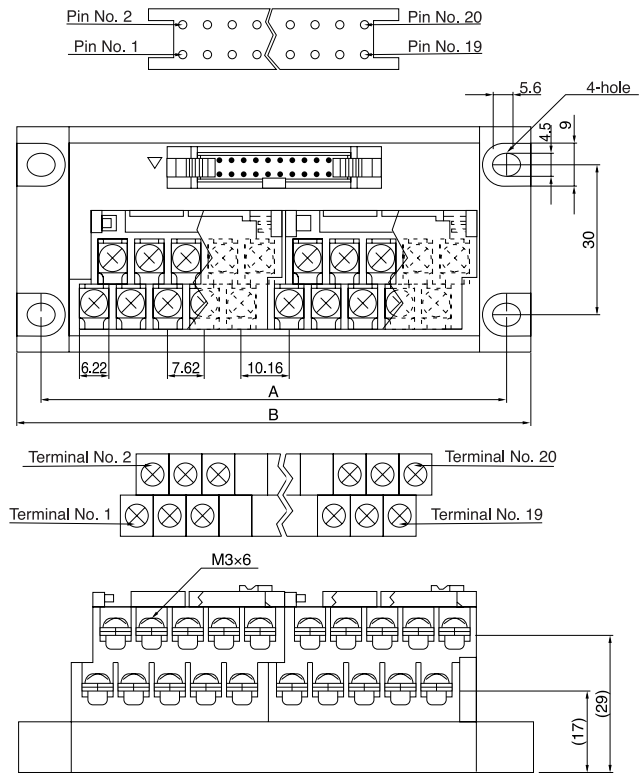 Pin No. 2
Pin No. 20
Pin No. 1
Pin No. 19
5.6
4-hole
4.5
9
30
6.22
7.62
10.16
A
B
Terminal No. 2
Terminal No. 20
Terminal No. 1
Terminal No. 19
M3×6
(17)
(29)